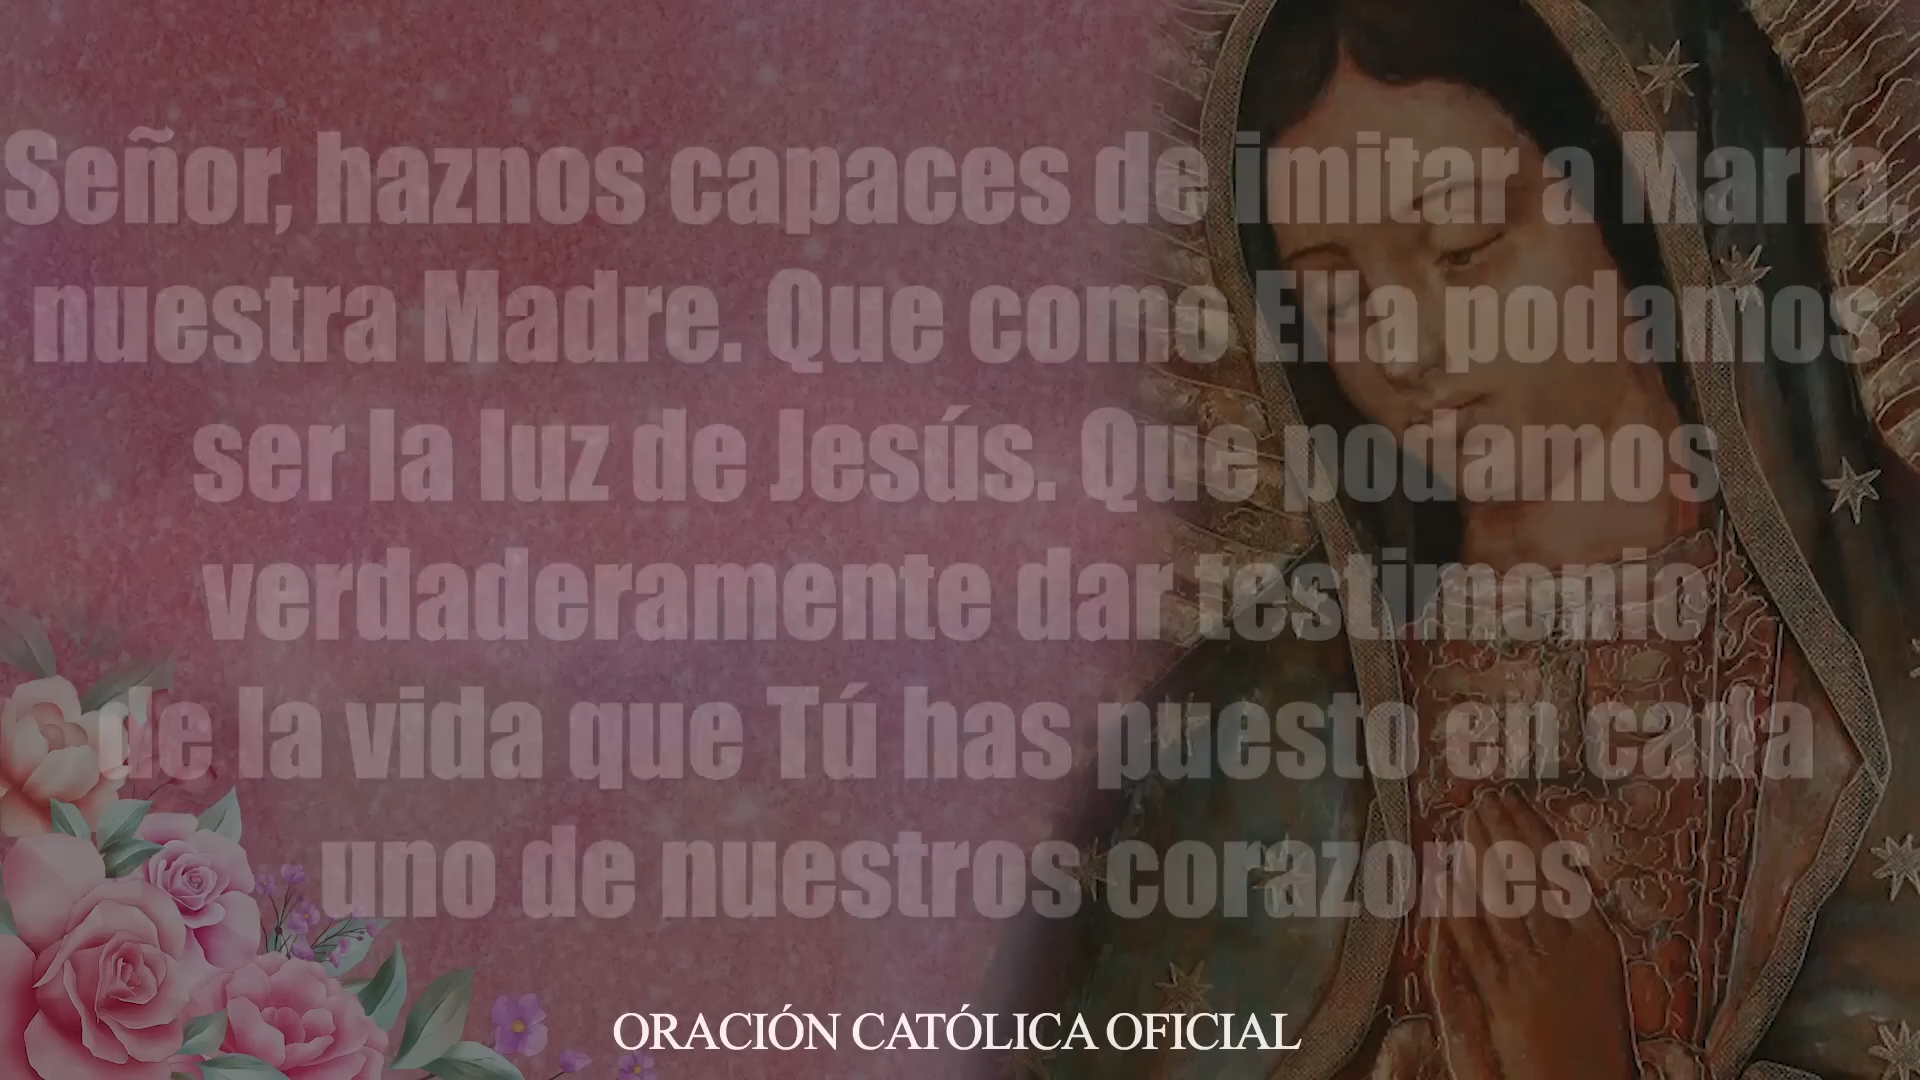 Señor, haznos capaces de imitar a María,
nuestra Madre. Que como Ella podamos
ser la luz de Jesús. Que podamos
verdaderamente dar testimonio
de la vida que Tú has puesto en cada
uno de nuestros corazones
ORACIÓN CATÓLICA OFICIAL